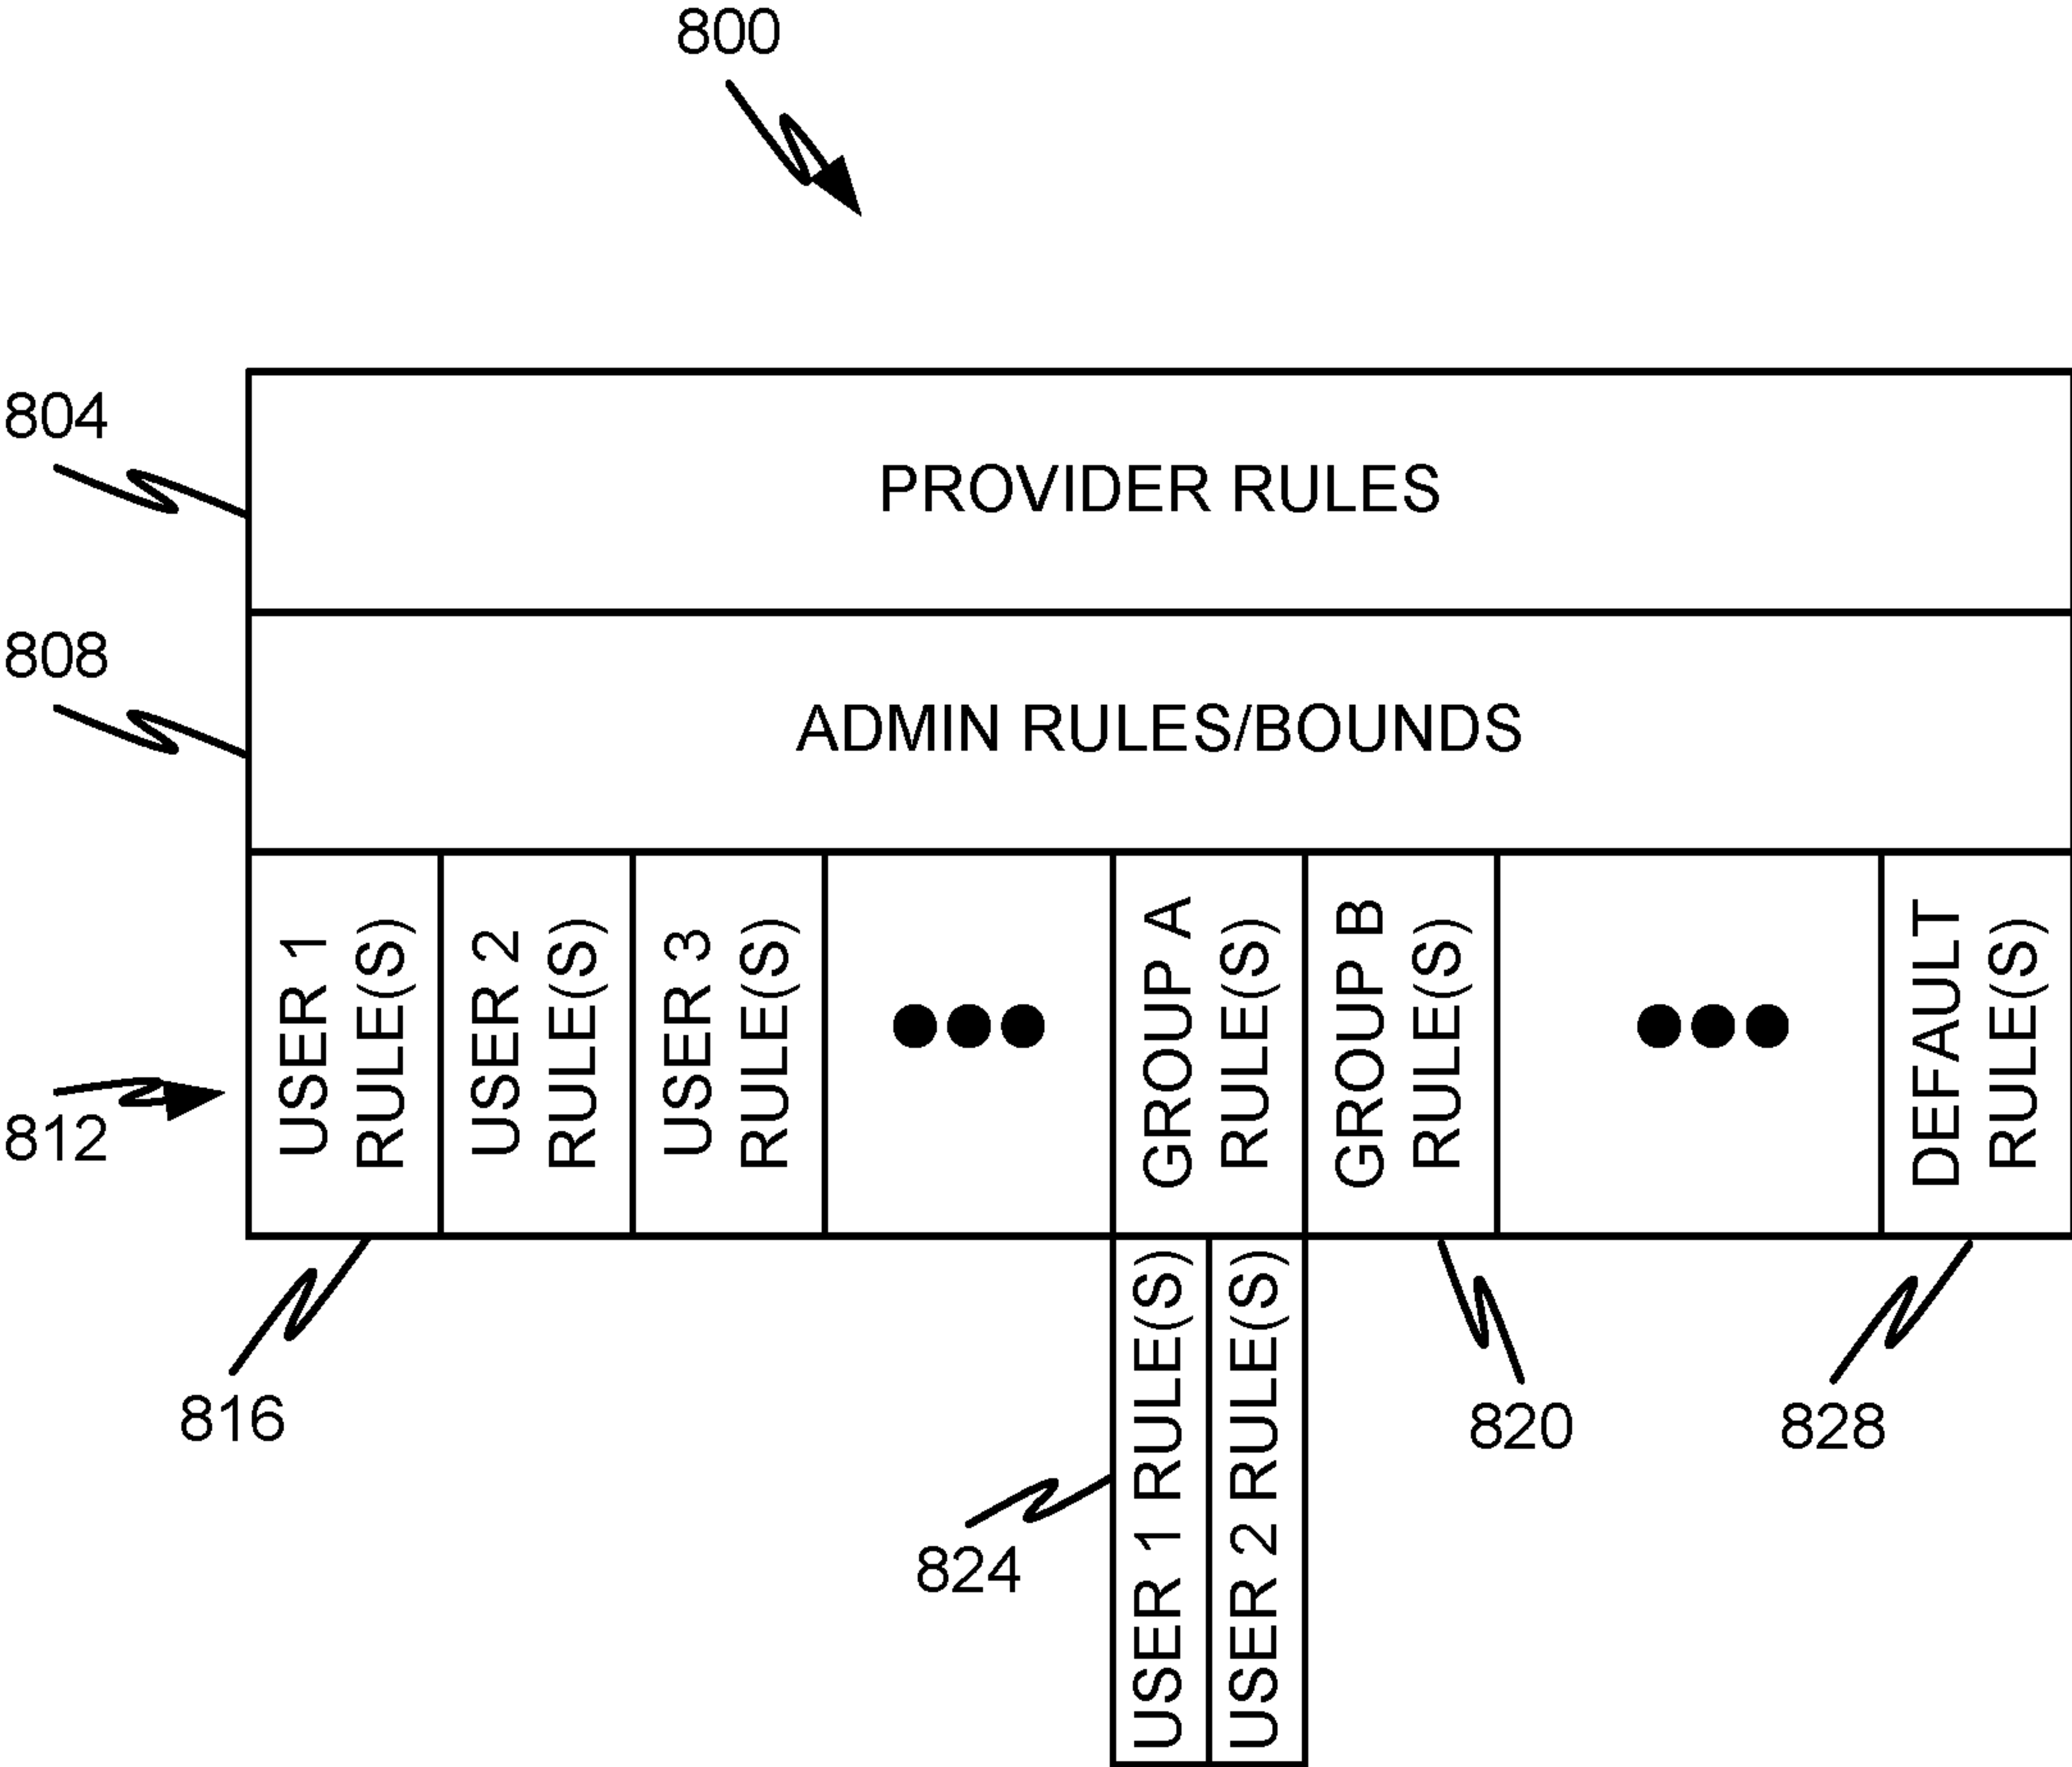 800
804
PROVIDER RULES
808
ADMIN RULES/BOUNDS
812
USER 1
RULE(S)
USER 2
RULE(S)
USER 3
RULE(S)
GROUP A
RULE(S)
GROUP B
RULE(S)
DEFAULT
RULE(S)
USER 1 RULE(S)
USER 2 RULE(S)
816
820
828
824